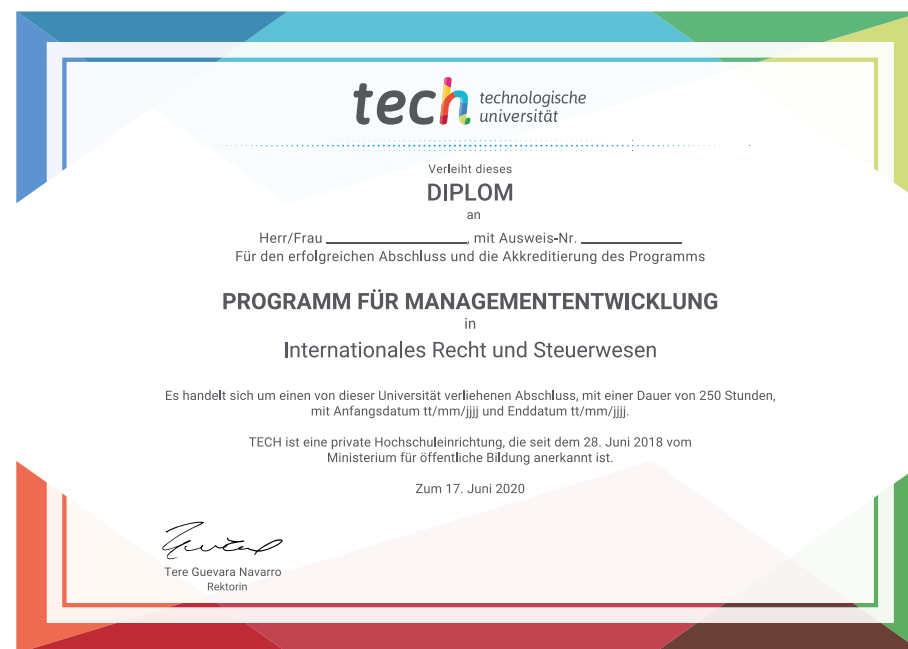 tech technologische
universität
Verleiht dieses
DIPLOM
an
Herr/Frau ____________, mit Ausweis-Nr. ____________
Für den erfolgreichen Abschluss und die Akkreditierung des Programms
PROGRAMM FÜR MANAGEMENTENTWICKLUNG
in
Internationales Recht und Steuerwesen
Es handelt sich um einen von dieser Universität verliehenen Abschluss, mit einer Dauer von 250 Stunden,
mit Anfangsdatum tt/mm/jjjj und Enddatum tt/mm/jjjj.
TECH ist eine private Hochschuleinrichtung, die seit dem 28. Juni 2018 vom
Ministerium für öffentliche Bildung anerkannt ist.
Zum 17. Juni 2020
Tere Guevara Navarro
Rektorin